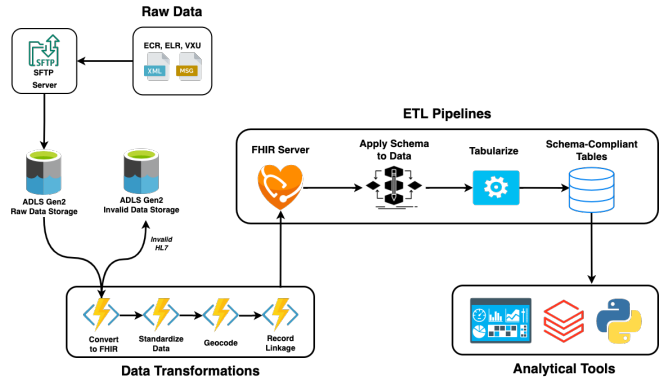 Raw Data
ECR, ELR, VXU
XML
MSG
SFTP
SFTP
Server
ETL Pipelines
FHIR Server
Apply Schema
to Data
Tabularize
Schema-Compliant
Tables
ADLS Gen2
Raw Data Storage
ADLS Gen2
Invalid Data Storage
Invalid
HL7
Convert
to FHIR
Standardize
Data
Geocode
Record
Linkage
Data Transformations
Analytical Tools